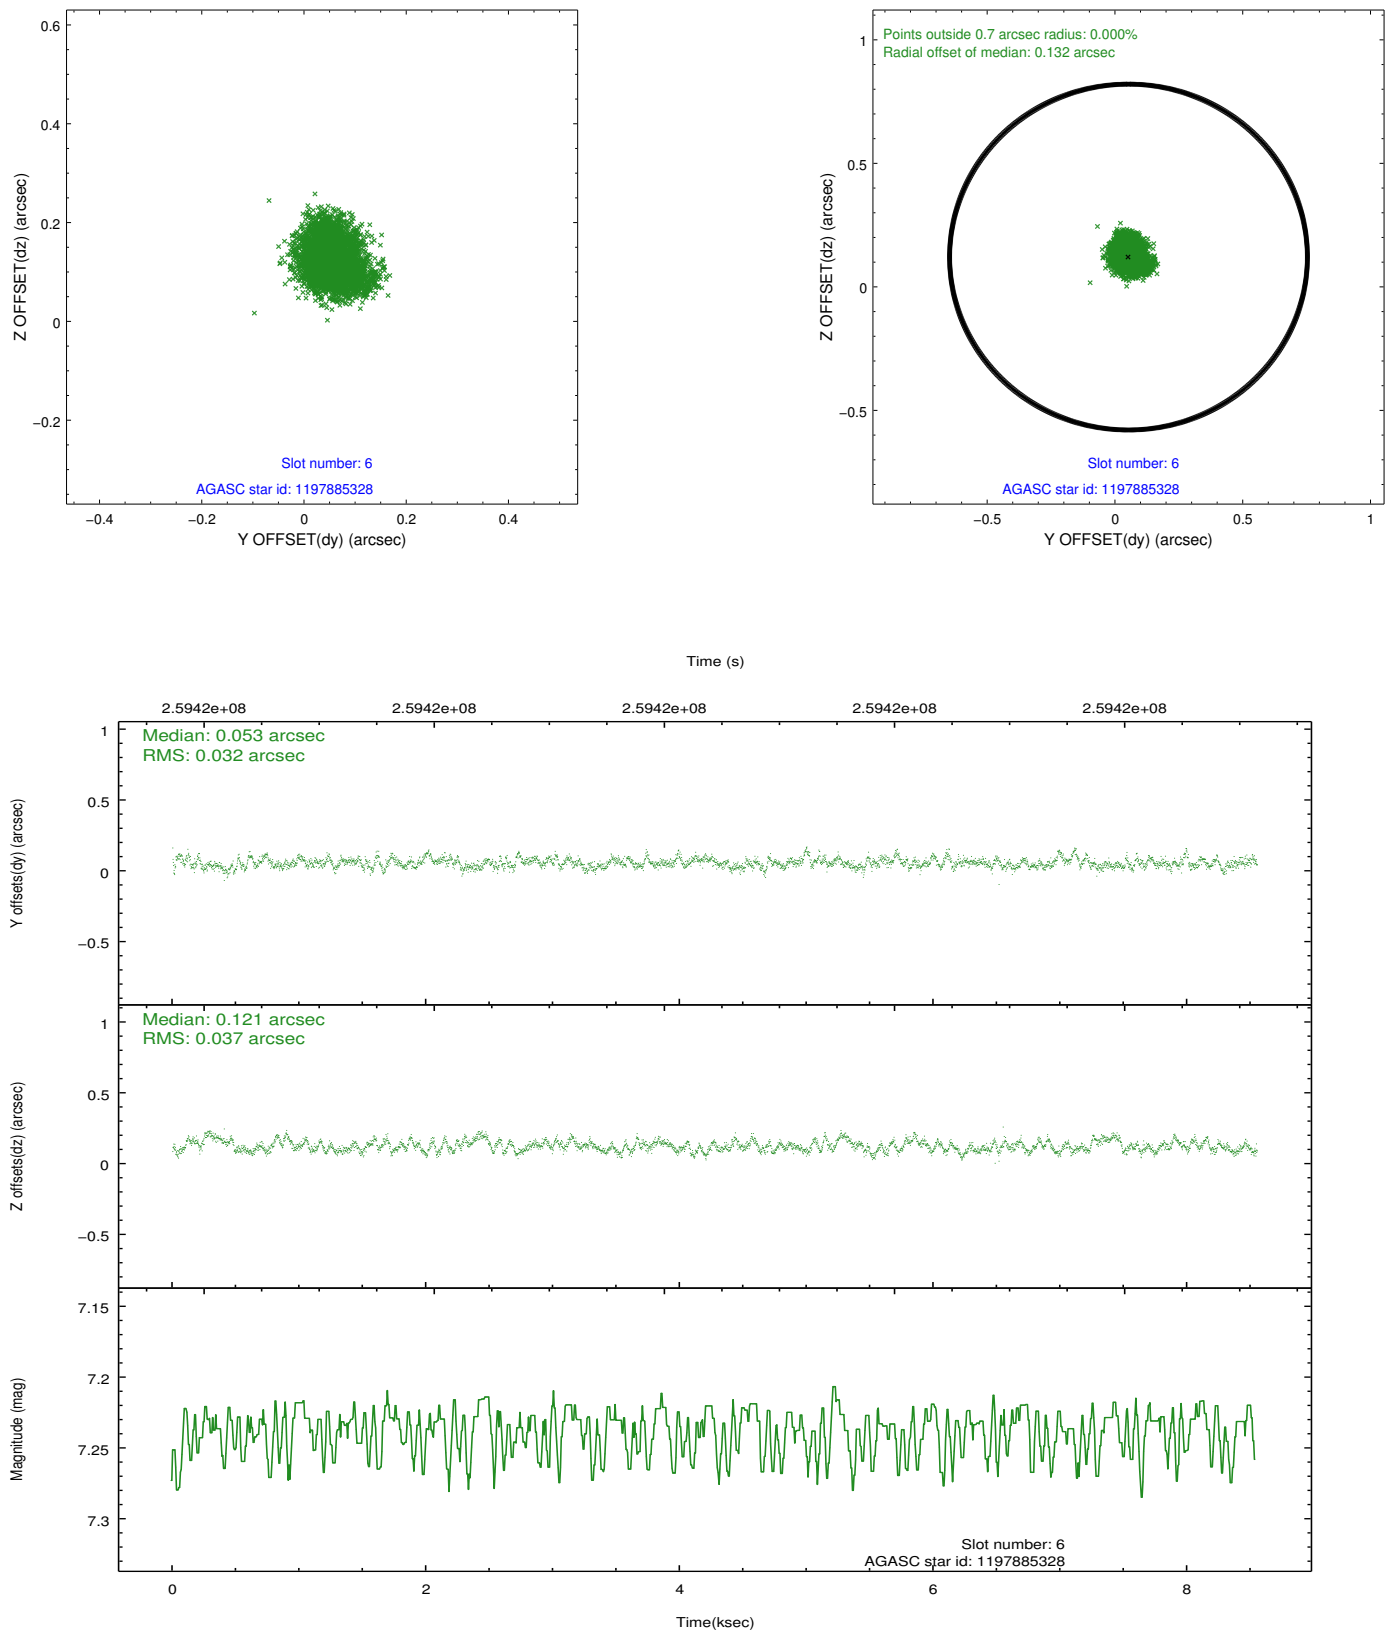 0.6
0.4
0.2
0
−0.2
−0.4
−0.2
0
0.2
0.4
Z OFFSET(dz) (arcsec)
Y OFFSET(dy) (arcsec)
Slot number: 6
AGASC star id: 1197885328
Points outside 0.7 arcsec radius: 0.000%
Radial offset of median: 0.132 arcsec
1
0.5
0
−0.5
−0.5
0
0.5
1
Z OFFSET(dz) (arcsec)
Y OFFSET(dy) (arcsec)
Slot number: 6
AGASC star id: 1197885328
Time (s)
2.5942e+08
2.5942e+08
2.5942e+08
2.5942e+08
2.5942e+08
Median: 0.053 arcsec
RMS: 0.032 arcsec
1
0.5
0
−0.5
Y offsets(dy) (arcsec)
Median: 0.121 arcsec
RMS: 0.037 arcsec
1
0.5
0
−0.5
Z offsets(dz) (arcsec)
7.15
7.2
7.25
7.3
Magnitude (mag)
Slot number: 6
AGASC star id: 1197885328
0
2
4
6
8
Time(ksec)